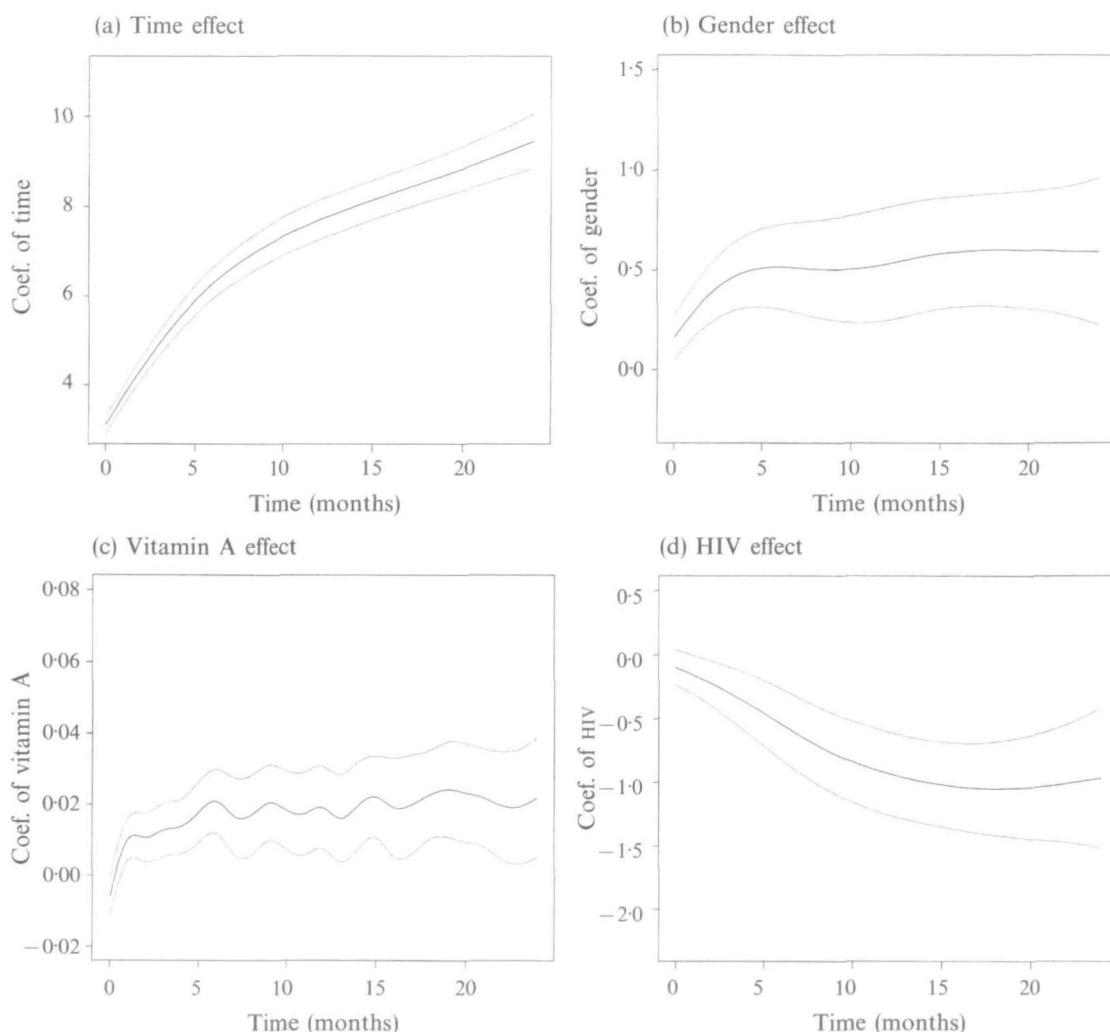 (a) Time effect
(b) Gender effect
10
8
6
4
Coef. of time
0 5 10 15 20
Time (months)
1·5
1·0
0·5
0·0
Coef. of gender
0 5 10 15 20
Time (months)
(c) Vitamin A effect
(d) HIV effect
0·08
0·06
0·04
0·02
0·00
−0·02
Coef. of vitamin A
0 5 10 15 20
Time (months)
0·5
0·0
−0·5
−1·0
−1·5
−2·0
Coef. of HIV
0 5 10 15 20
Time (months)